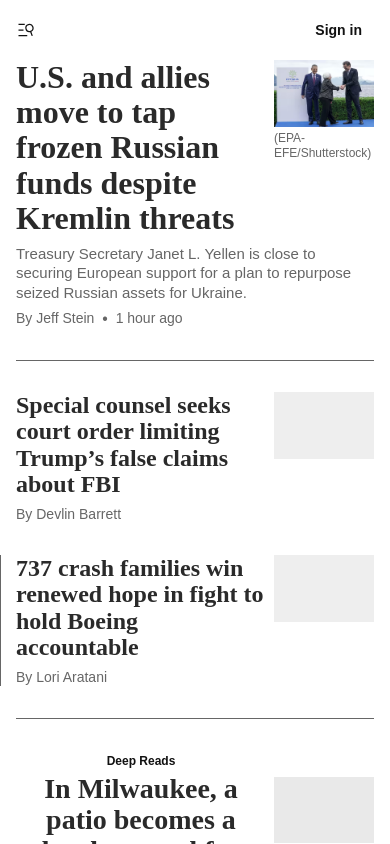 Sign in
U.S. and allies
move to tap
frozen Russian
funds despite
Kremlin threats
(EPA-
EFE/Shutterstock)
Treasury Secretary Janet L. Yellen is close to
securing European support for a plan to repurpose
seized Russian assets for Ukraine.
By Jeff Stein • 1 hour ago
Special counsel seeks
court order limiting
Trump’s false claims
about FBI
By Devlin Barrett
737 crash families win
renewed hope in fight to
hold Boeing
accountable
By Lori Aratani
Deep Reads
In Milwaukee, a
patio becomes a